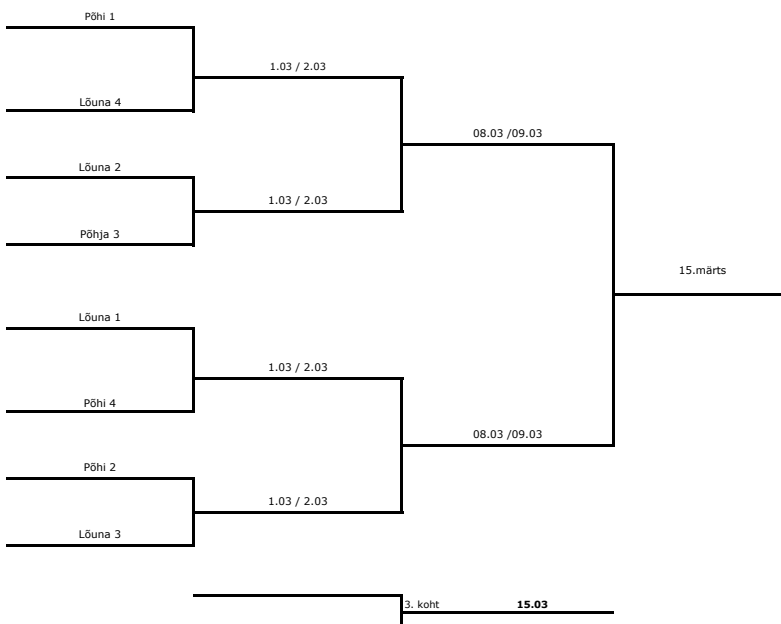 Põhi 1
1.03 / 2.03
Lõuna 4
08.03 /09.03
Lõuna 2
1.03 / 2.03
Põhja 3
15.märts
Lõuna 1
1.03 / 2.03
Põhi 4
08.03 /09.03
Põhi 2
1.03 / 2.03
Lõuna 3
3. koht 15.03